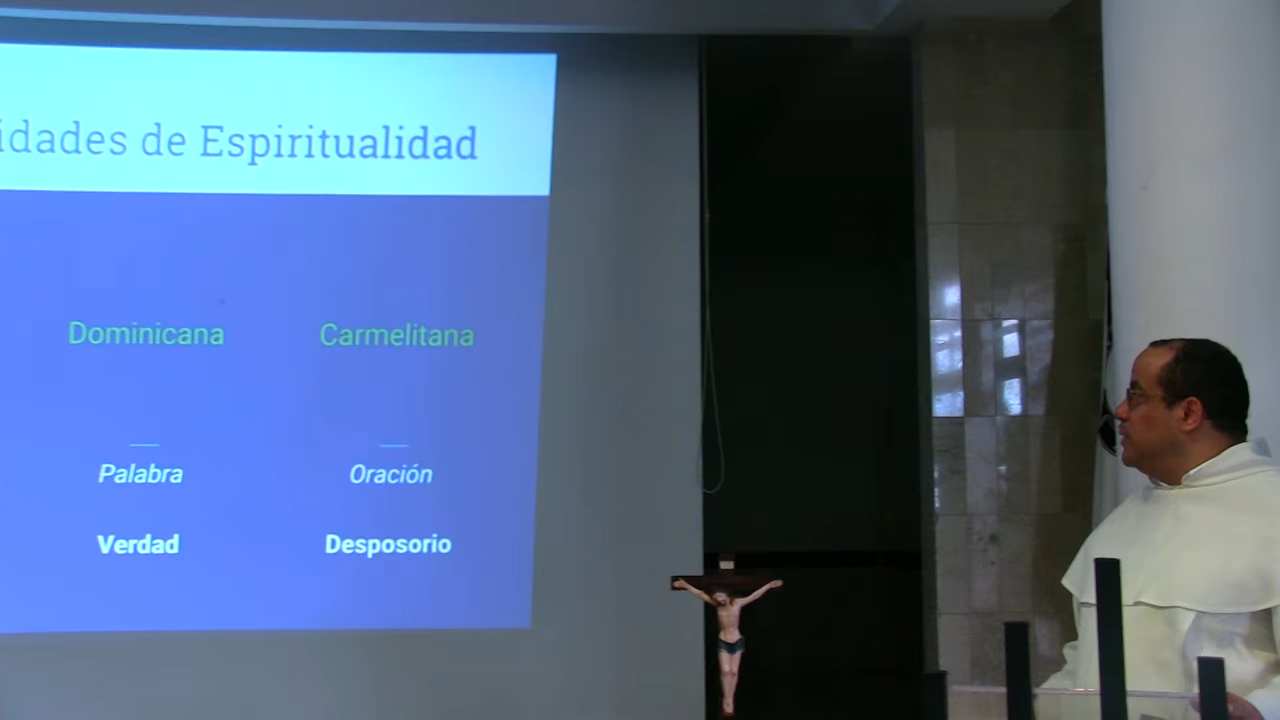 idades de Espiritualidad
Dominicana Carmelitana
Palabra Oración
Verdad Desposorio